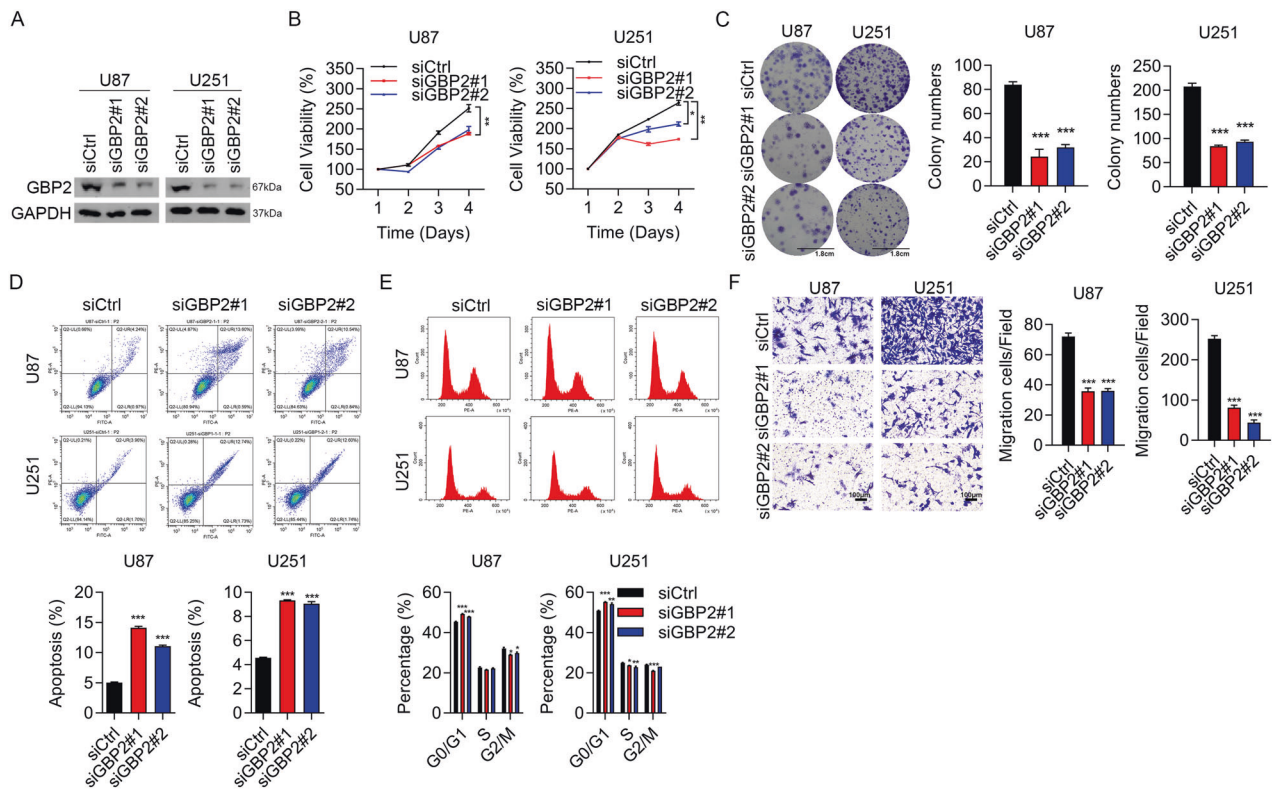 A
U87
U251
siCtrl
siGBP2#1
siGBP2#2
siCtrl
siGBP2#1
siGBP2#2
GBP2
67kDa
GAPDH
37kDa
B
U87
Cell Viability (%)
350
300
250
200
150
100
50
siCtrl
siGBP2#1
siGBP2#2
**
1 2 3 4
Time (Days)
U251
Cell Viability (%)
350
300
250
200
150
100
50
*
**
1 2 3 4
Time (Days)
C
U87 U251
siCtrl
siGBP2#1
siGBP2#2
1.8cm
1.8cm
U87
Colony numbers
100
80
60
40
20
0
*** ***
siCtrl
siGBP2#1
siGBP2#2
U251
Colony numbers
250
200
150
100
50
0
*** ***
siCtrl
siGBP2#1
siGBP2#2
D
siCtrl siGBP2#1 siGBP2#2
U87
U251
PE-A
FITC-A
U87
Apoptosis (%)
20
15
10
5
0
***
***
siCtrl
siGBP2#1
siGBP2#2
U251
Apoptosis (%)
10
8
6
4
2
0
*** ***
siCtrl
siGBP2#1
siGBP2#2
E
siCtrl siGBP2#1 siGBP2#2
U87
U251
Count
PE-A
U87
Percentage (%)
60
40
20
0
***
***
*
*
G0/G1
S
G2/M
U251
Percentage (%)
60
40
20
0
***
**
*
**
***
G0/G1
S
G2/M
siCtrl
siGBP2#1
siGBP2#2
F
U87 U251
siCtrl
siGBP2#1
siGBP2#2
100μm
100μm
U87
Migration cells/Field
80
60
40
20
0
*** ***
siCtrl
siGBP2#1
siGBP2#2
U251
Migration cells/Field
300
200
100
50
0
***
***
siCtrl
siGBP2#1
siGBP2#2